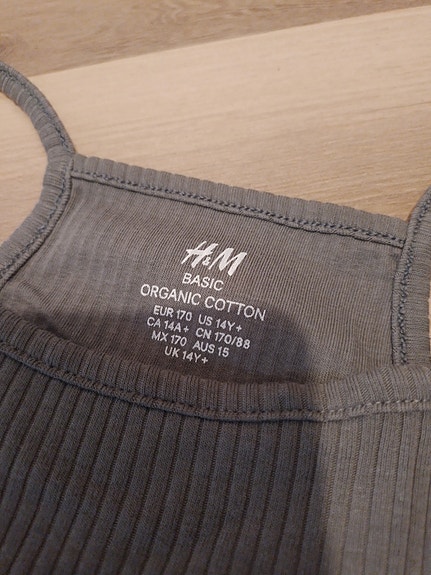 H&M
BASIC
ORGANIC COTTON
EUR 170 US 14Y+
CA 14A+ CN 170/88
MX 170 AUS 15
UK 14Y+